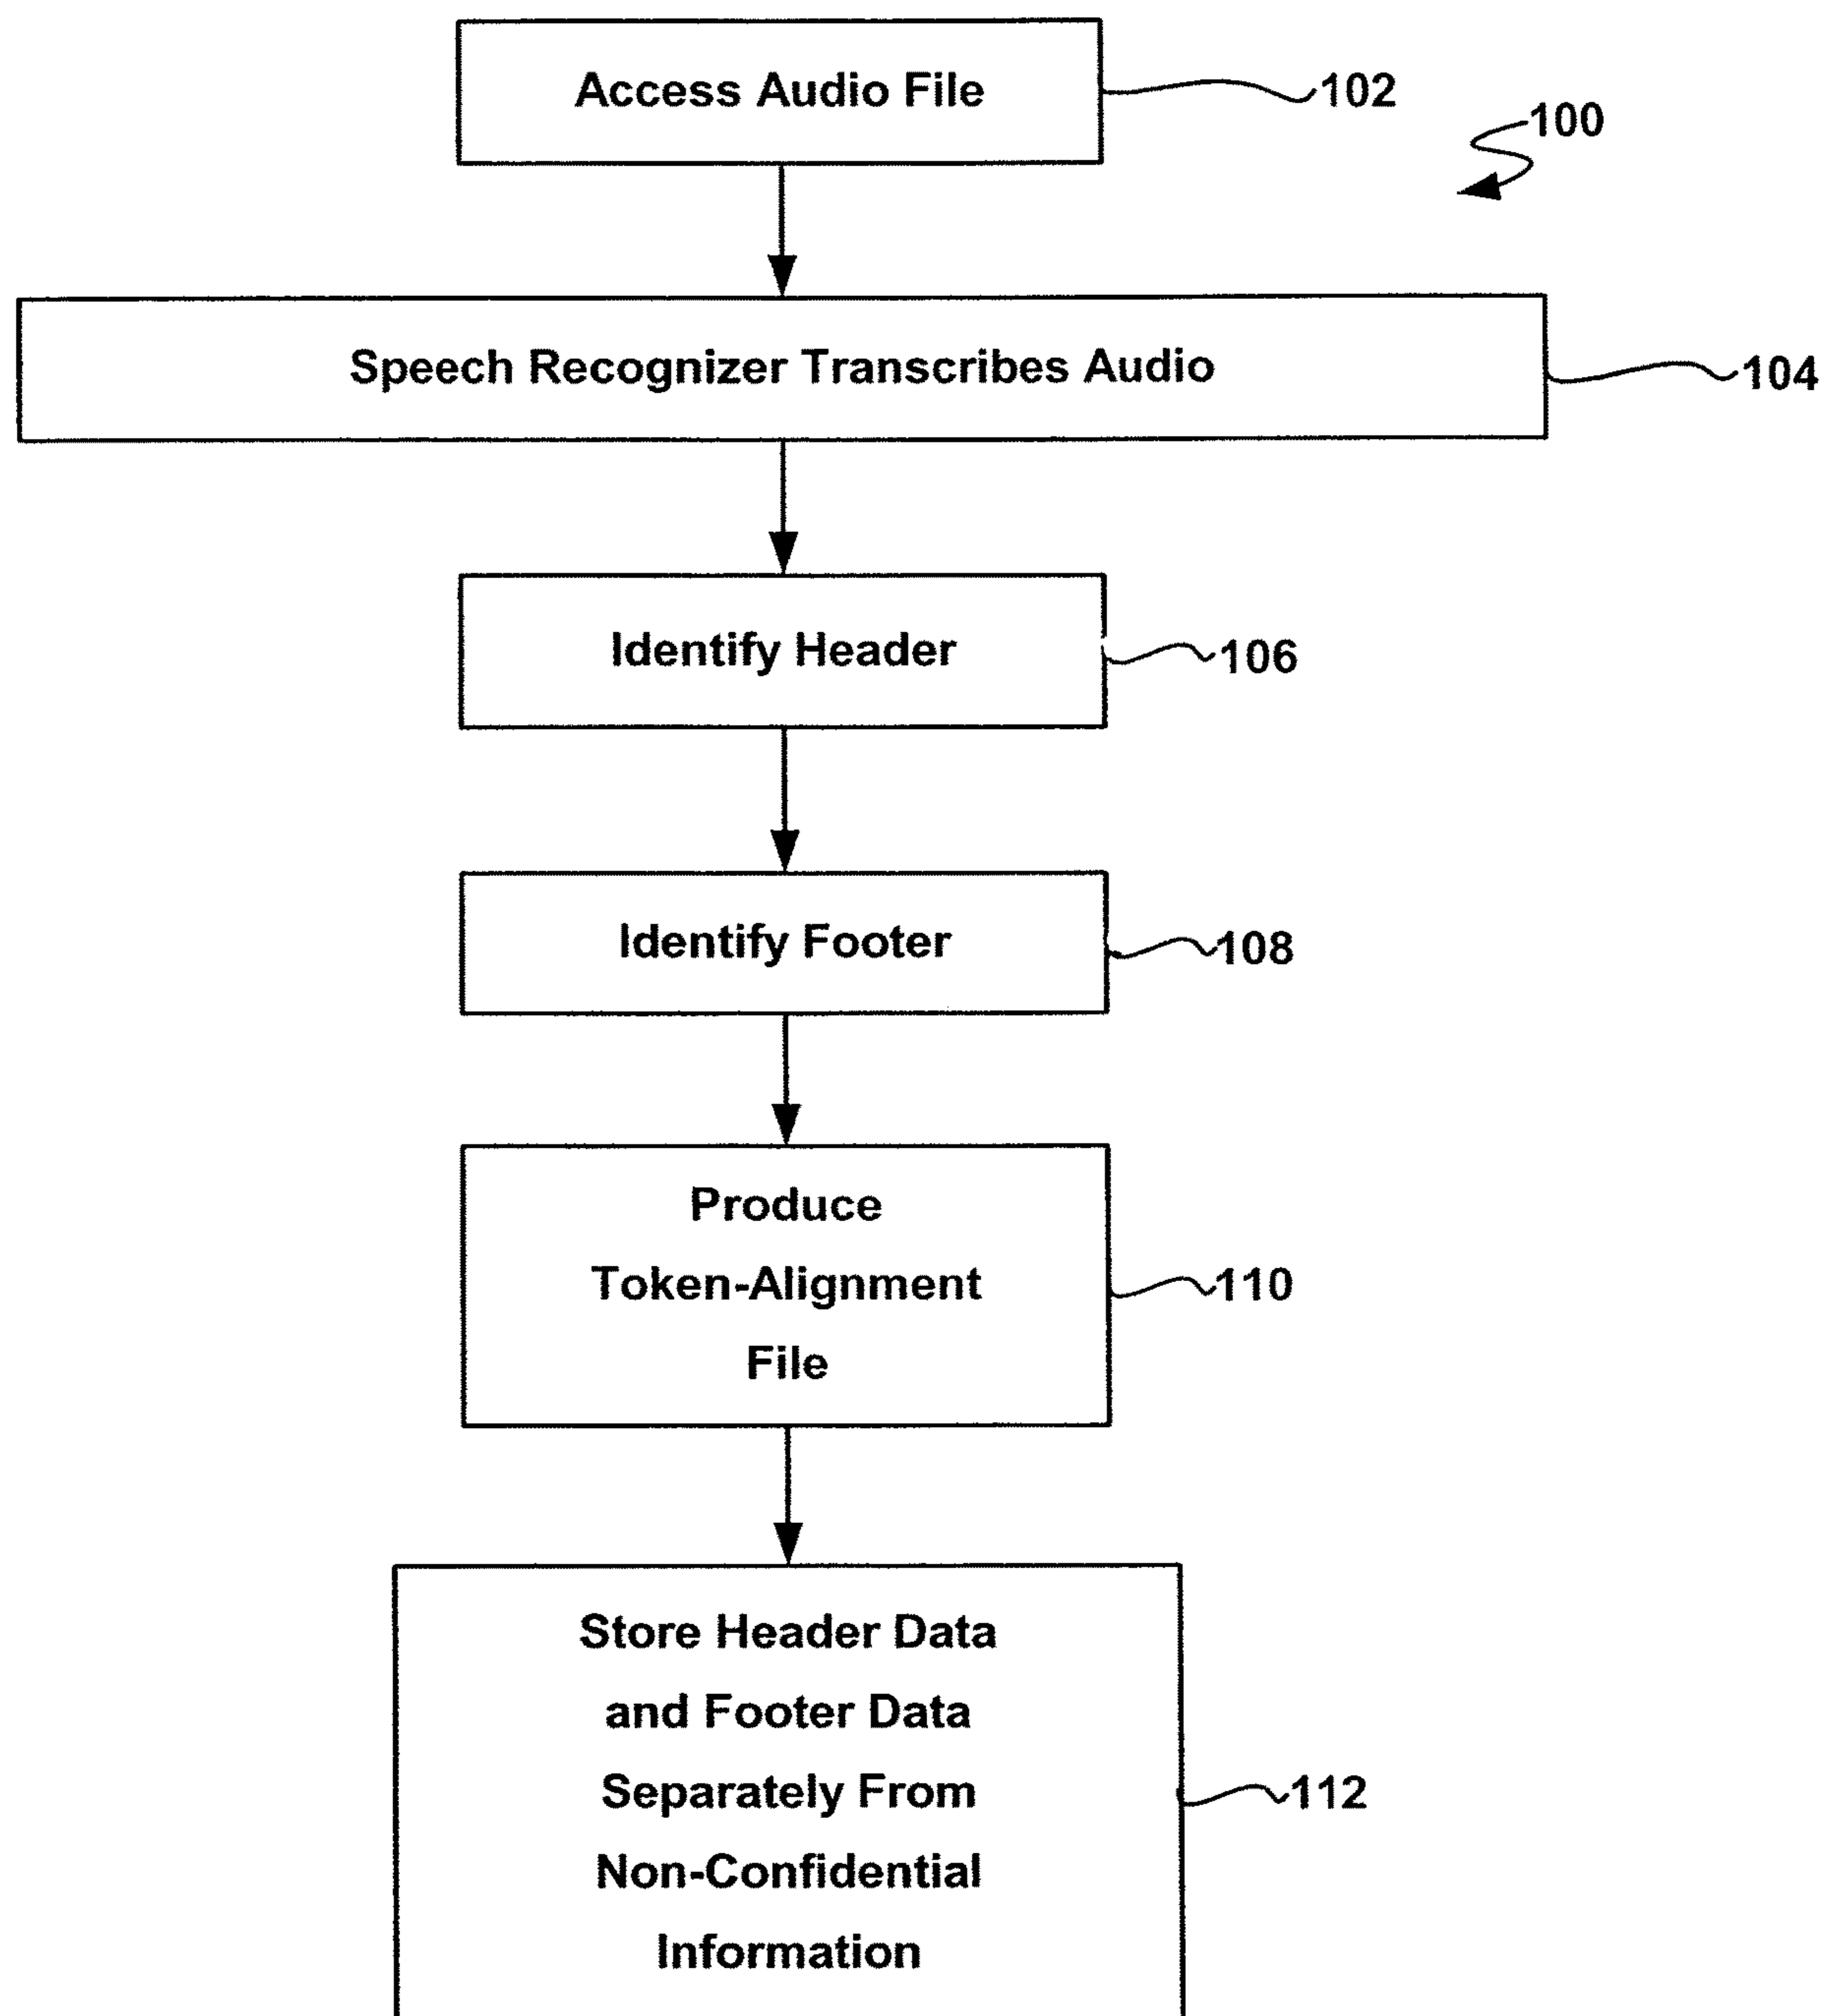 Access Audio File
102
100
Speech Recognizer Transcribes Audio
104
Identify Header
106
Identify Footer
108
Produce
Token-Alignment
File
110
Store Header Data
and Footer Data
Separately From
Non-Confidential
Information
112